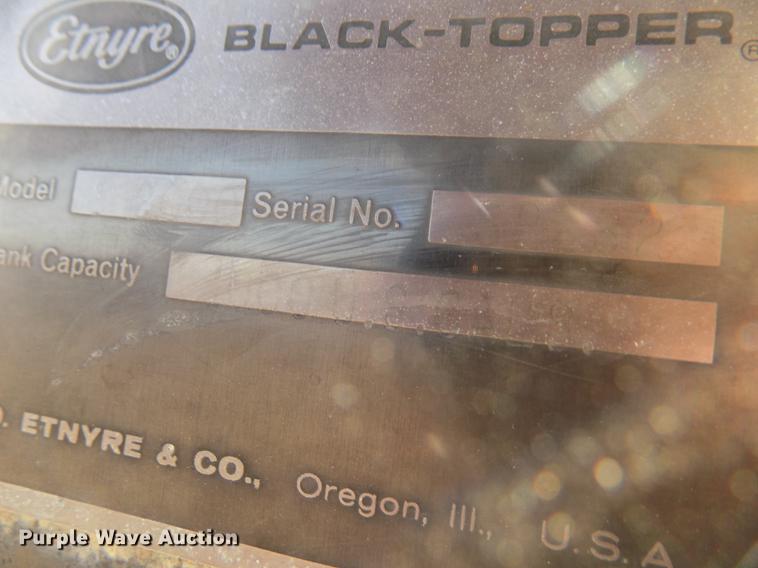 Etnyre® BLACK-TOPPER ®
Model Serial No.
ank Capacity
. ETNYRE & CO., Oregon, Ill., U.S.A
Purple Wave Auction